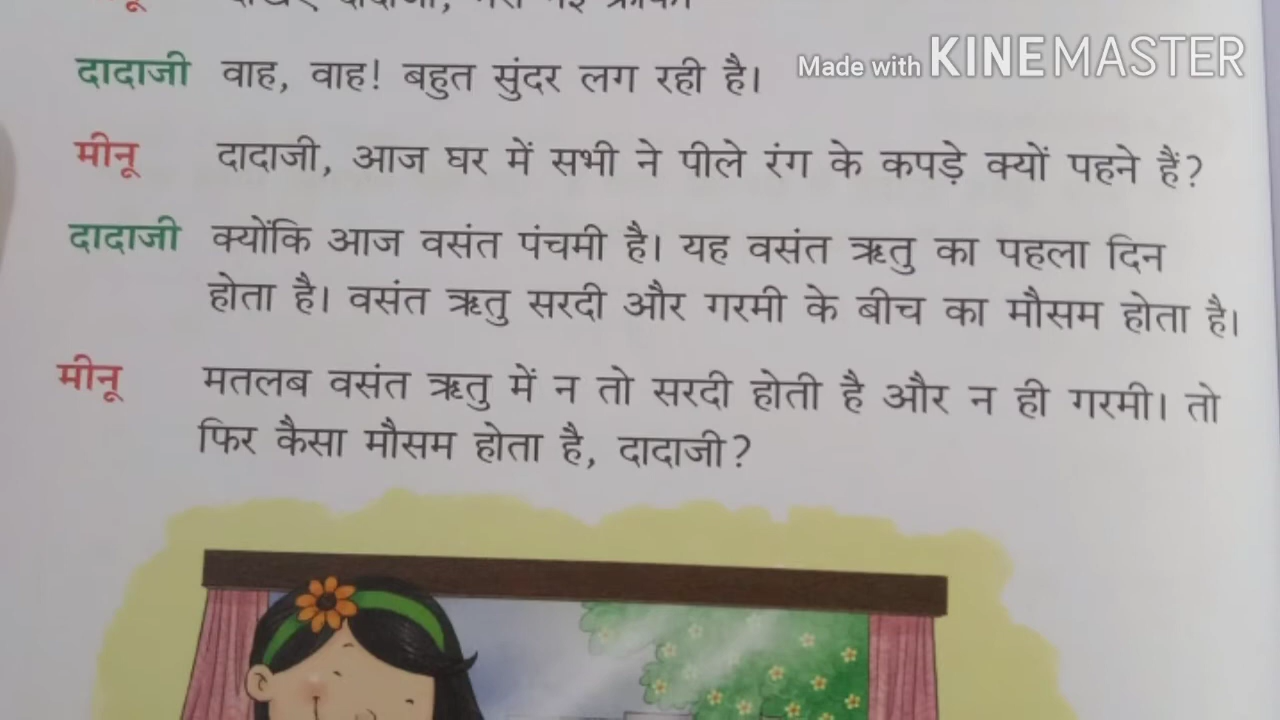 दादाजी वाह, वाह! बहुत सुंदर लग रही है।
Made with KINEMASTER
मीनू दादाजी, आज घर में सभी ने पीले रंग के कपड़े क्यों पहने हैं?
दादाजी क्योंकि आज वसंत पंचमी है। यह वसंत ऋतु का पहला दिन
होता है। वसंत ऋतु सरदी और गरमी के बीच का मौसम होता है।
मीनू मतलब वसंत ऋतु में न तो सरदी होती है और न ही गरमी। तो
फिर कैसा मौसम होता है, दादाजी?